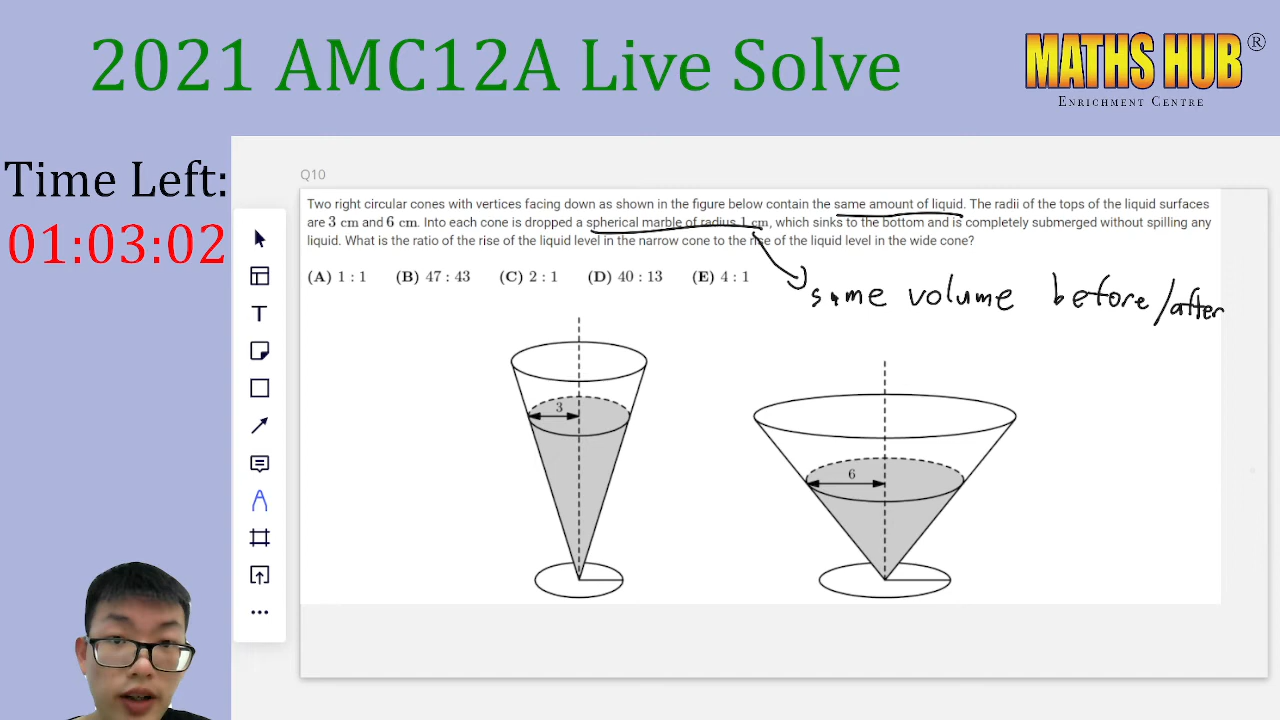 2021 AMC12A Live Solve
MATHS HUB®
ENRICHMENT CENTRE
Time Left:
01:03:02
Q10
Two right circular cones with vertices facing down as shown in the figure below contain the same amount of liquid. The radii of the tops of the liquid surfaces
are 3 cm and 6 cm. Into each cone is dropped a spherical marble of radius 1 cm, which sinks to the bottom and is completely submerged without spilling any
liquid. What is the ratio of the rise of the liquid level in the narrow cone to the rise of the liquid level in the wide cone?
(A) 1 : 1 (B) 47 : 43 (C) 2 : 1 (D) 40 : 13 (E) 4 : 1
same volume before/after
3
6
T